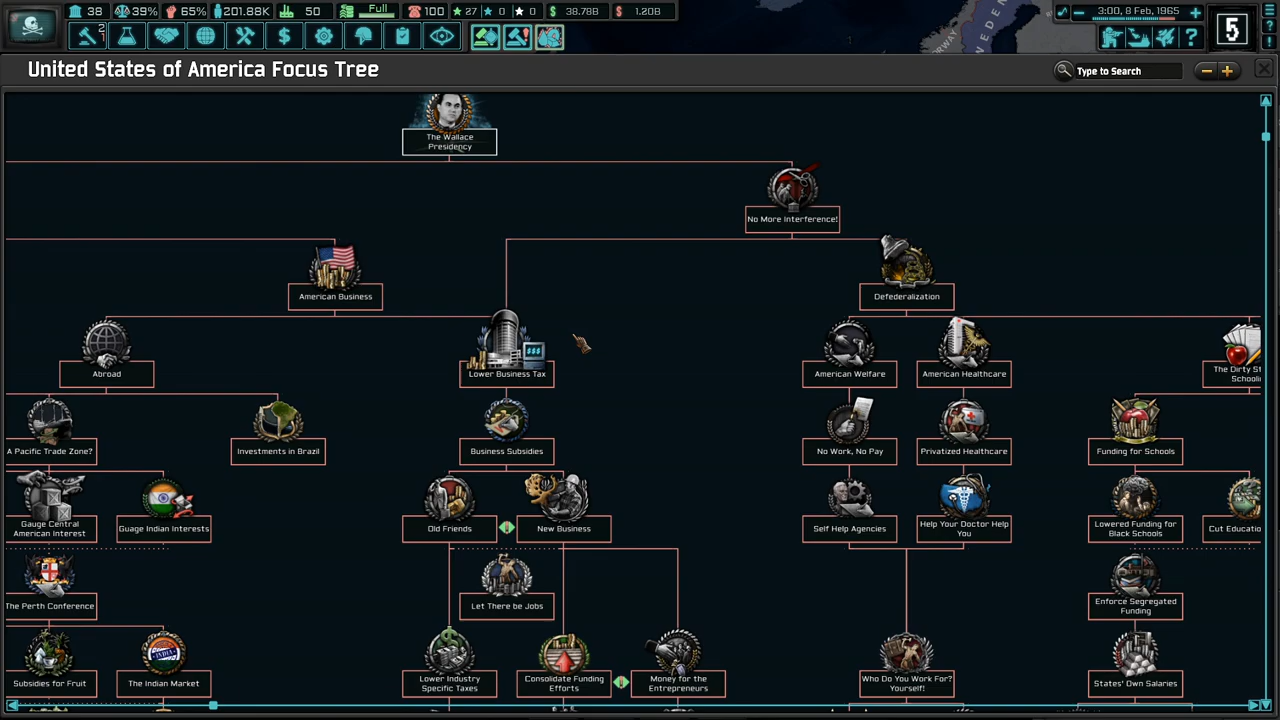 38
39%
65%
201.88K
50
Full
100
27
0
0
$ 38.78B
$ 1.20B
3:00, 8 Feb, 1965
5
2
NORWAY
SWEDEN
United States of America Focus Tree
Type to Search
The Wallace
Presidency
No More Interference!
American Business
Defederalization
Abroad
Lower Business Tax
American Welfare
American Healthcare
The Dirty St
Schooli
A Pacific Trade Zone?
Investments in Brazil
Business Subsidies
No Work, No Pay
Privatized Healthcare
Funding for Schools
Gauge Central
American Interest
Guage Indian Interests
Old Friends
New Business
Self Help Agencies
Help Your Doctor Help
You
Lowered Funding for
Black Schools
Cut Educatio
The Perth Conference
Let There be Jobs
Enforce Segregated
Funding
Subsidies for Fruit
The Indian Market
Lower Industry
Specific Taxes
Consolidate Funding
Efforts
Money for the
Entrepreneurs
Who Do You Work For?
Yourself!
States' Own Salaries